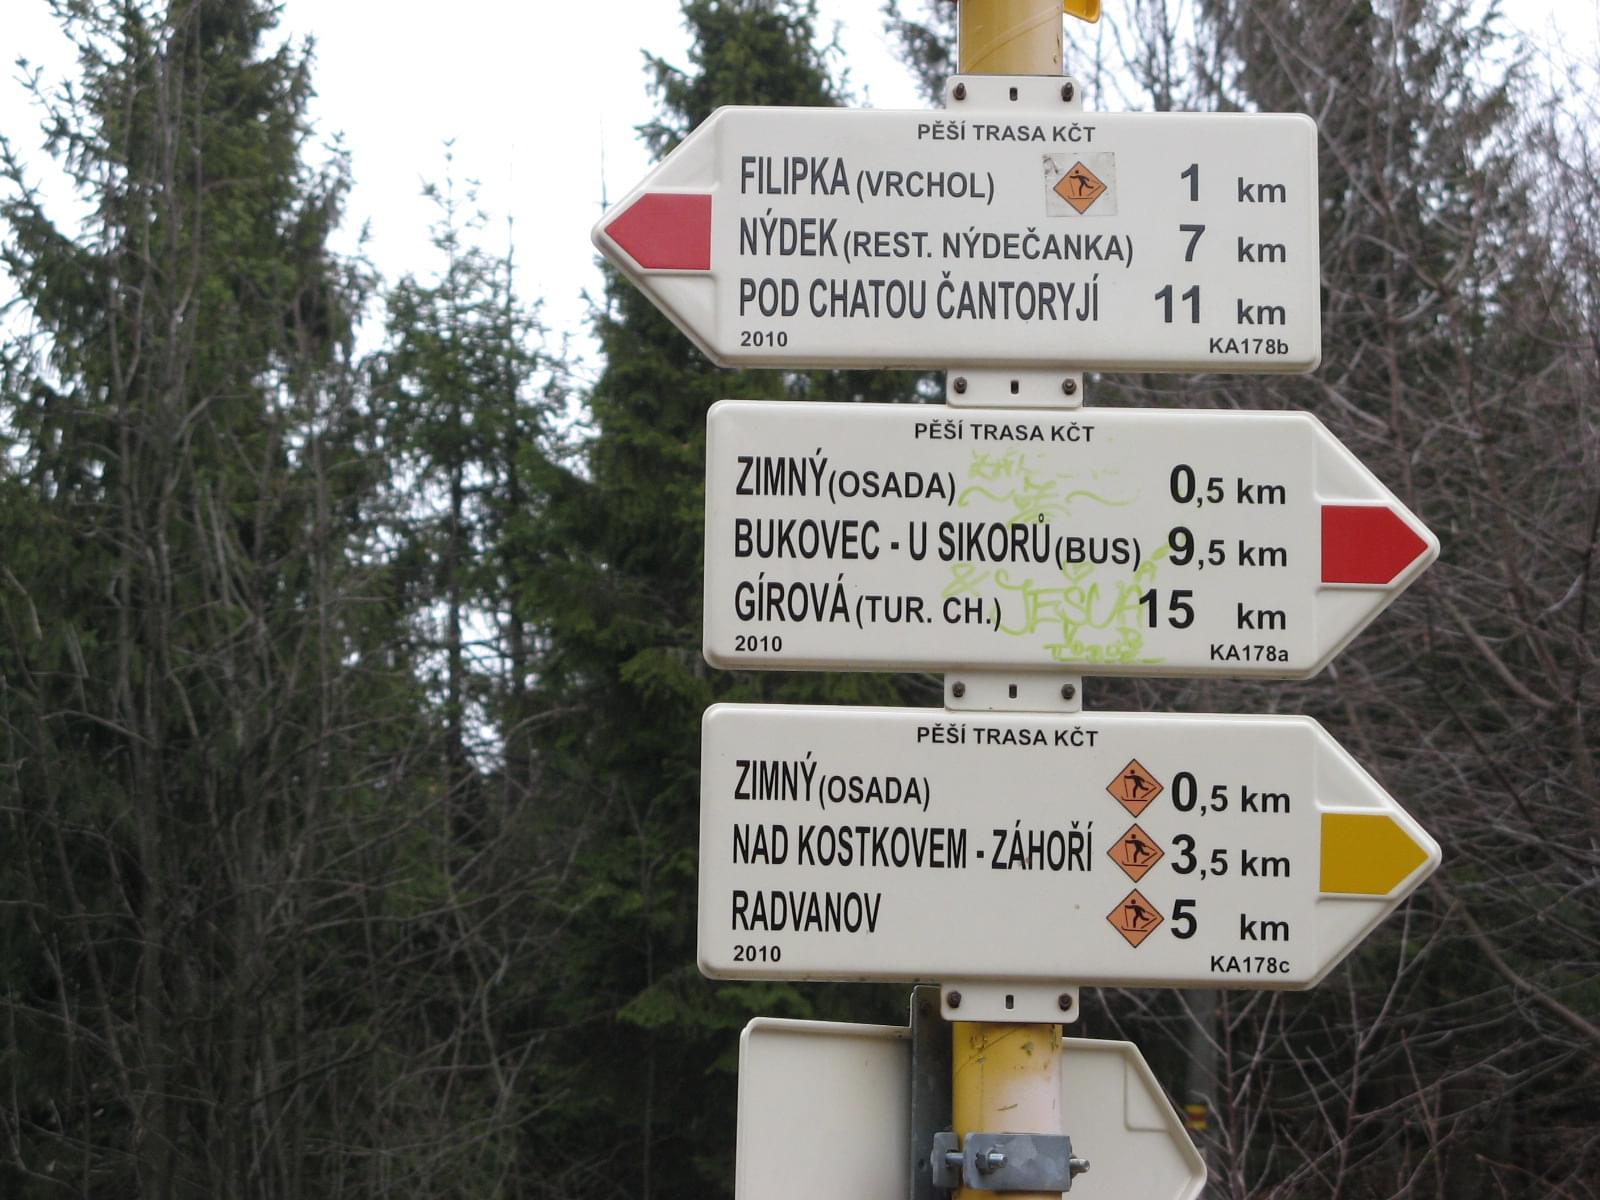 PĚŠÍ TRASA KČT
FILIPKA (VRCHOL) 1 km
NÝDEK (REST. NÝDEČANKA) 7 km
POD CHATOU ČANTORYJÍ 11 km
2010 KA178b
PĚŠÍ TRASA KČT
ZIMNÝ (OSADA) 0,5 km
BUKOVEC - U SIKORŮ (BUS) 9,5 km
GÍROVÁ (TUR. CH.) 15 km
2010 KA178a
PĚŠÍ TRASA KČT
ZIMNÝ (OSADA) 0,5 km
NAD KOSTKOVEM - ZÁHOŘÍ 3,5 km
RADVANOV 5 km
2010 KA178c